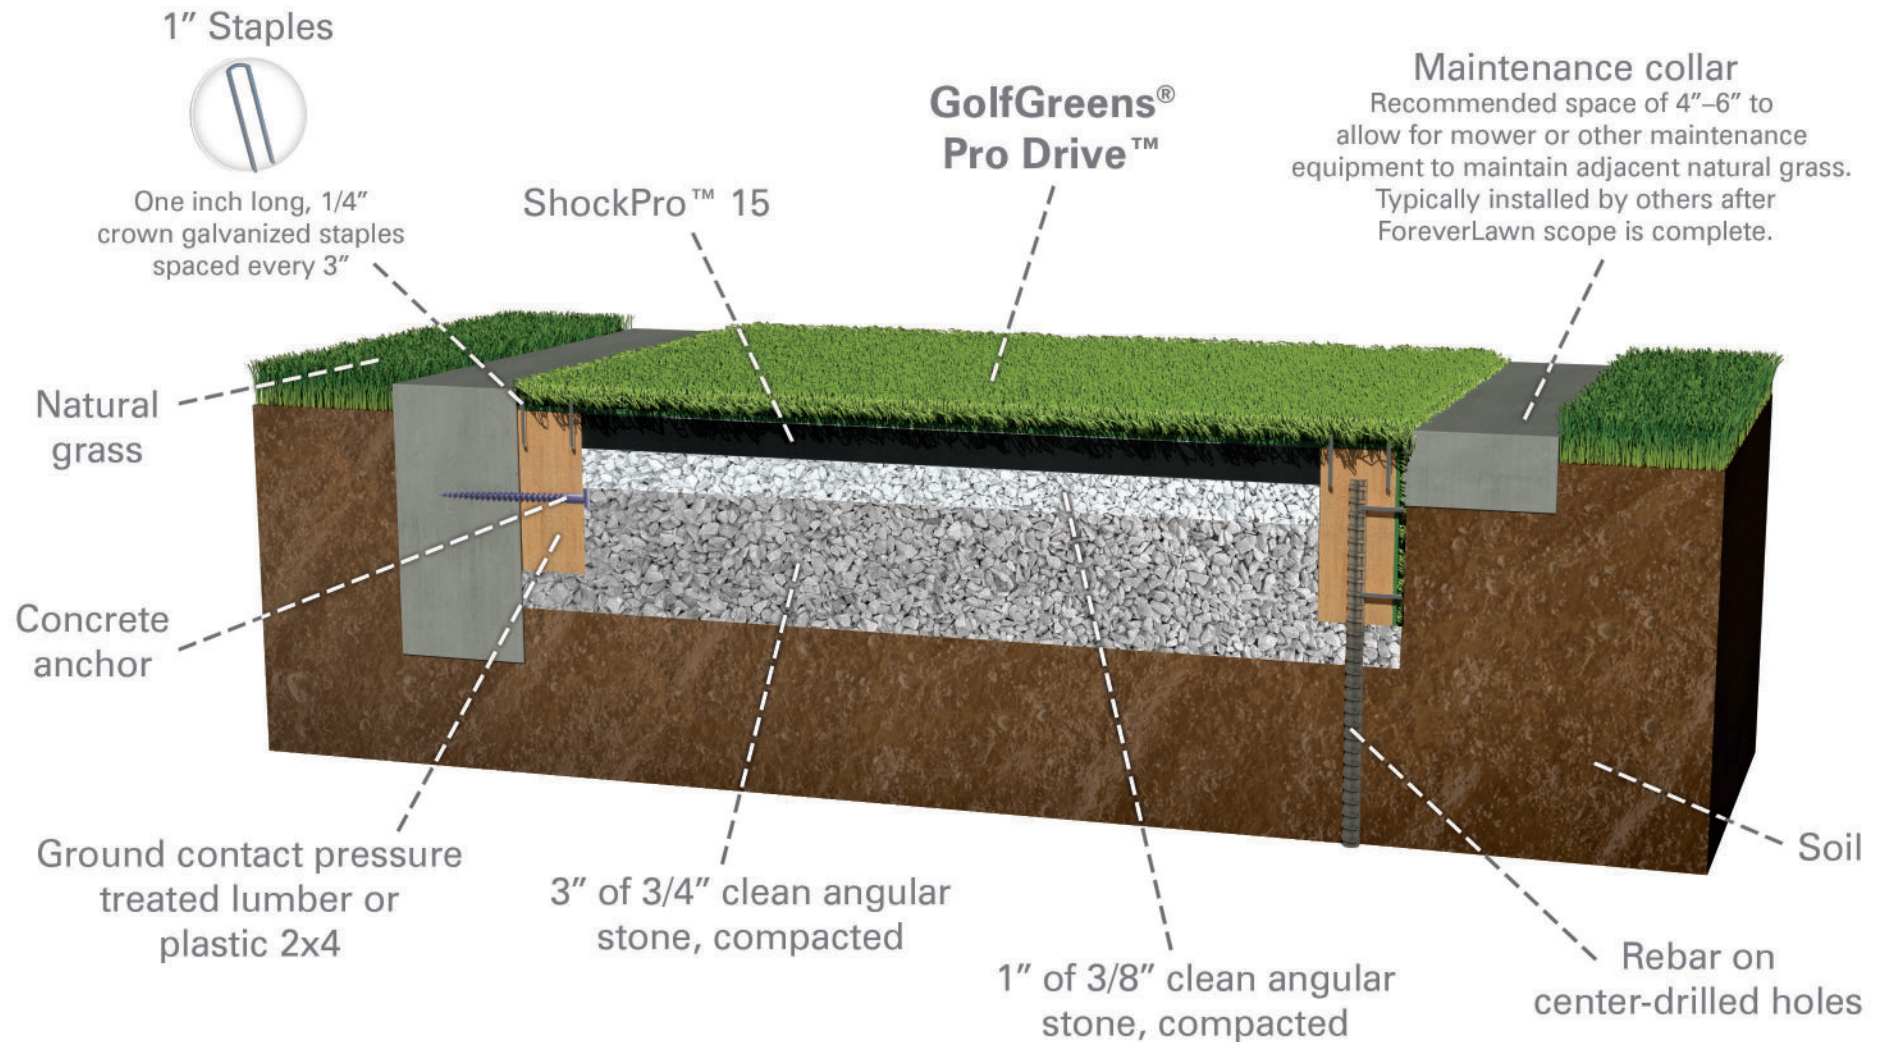 1” Staples
One inch long, 1/4”
crown galvanized staples
spaced every 3”
ShockPro™ 15
GolfGreens®
Pro Drive™
Maintenance collar
Recommended space of 4”–6” to
allow for mower or other maintenance
equipment to maintain adjacent natural grass.
Typically installed by others after
ForeverLawn scope is complete.
Natural
grass
Concrete
anchor
Ground contact pressure
treated lumber or
plastic 2x4
3” of 3/4” clean angular
stone, compacted
1” of 3/8” clean angular
stone, compacted
Rebar on
center-drilled holes
Soil